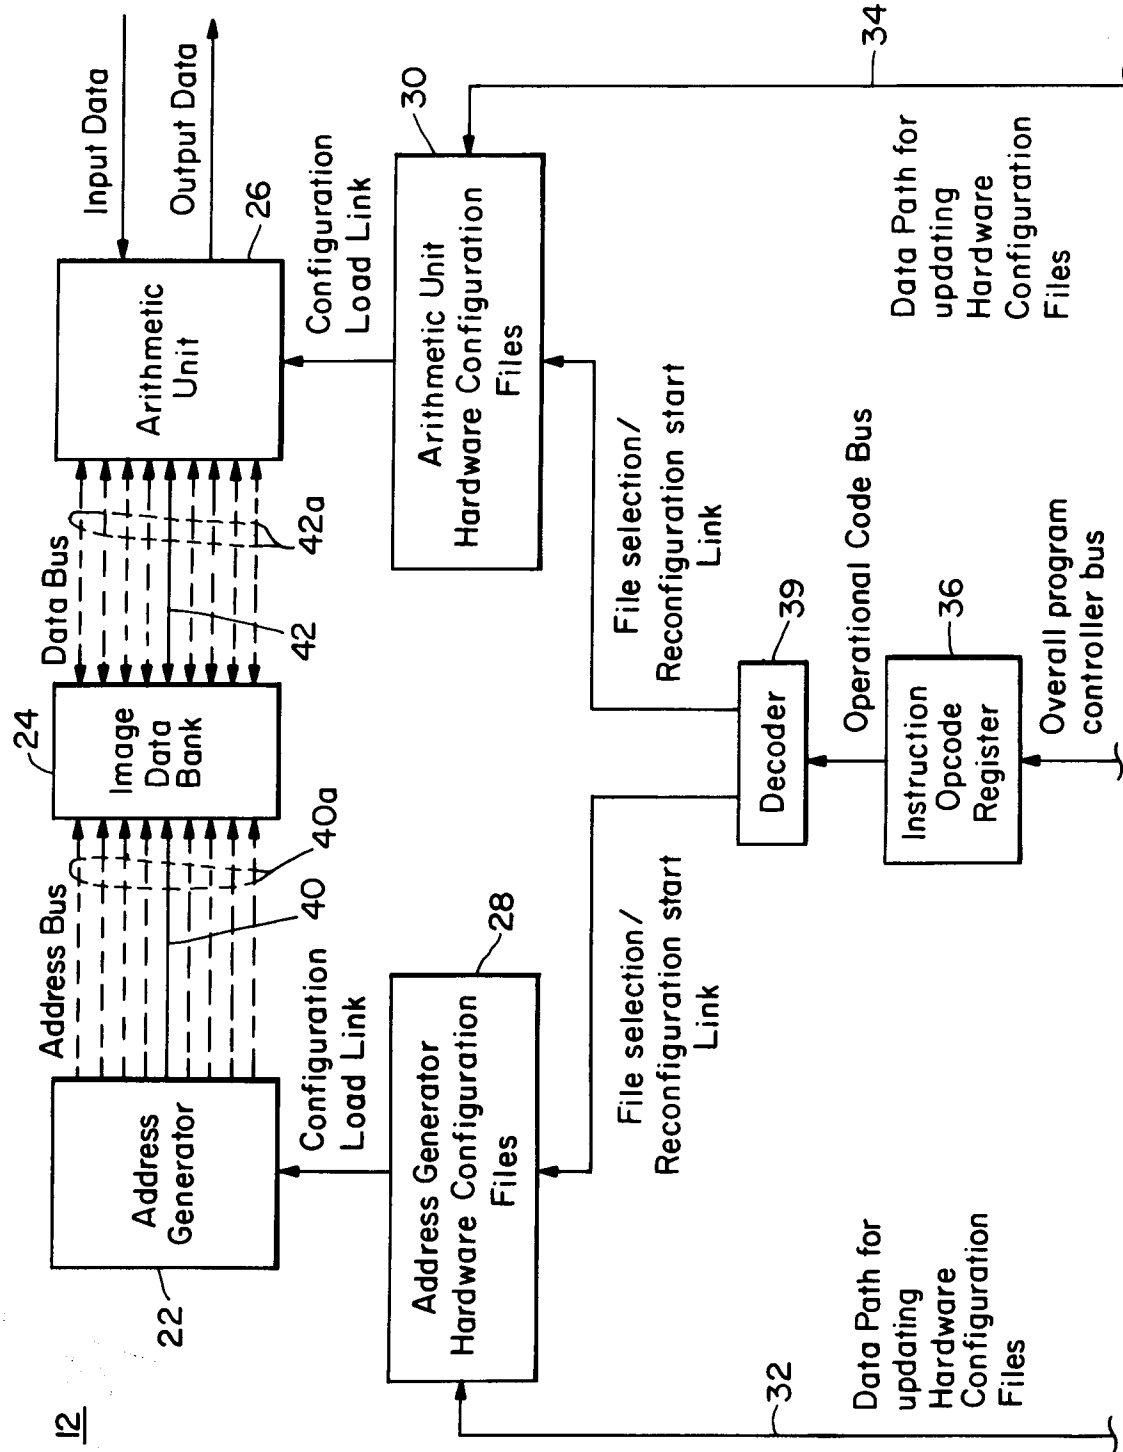 12
22
Address
Generator
Address Bus
40
40a
24
Image
Data
Bank
Data Bus
42
42a
Arithmetic
Unit
26
Input Data
Output Data
Configuration
Load Link
Configuration
Load Link
28
Address Generator
Hardware Configuration
Files
30
Arithmetic Unit
Hardware Configuration
Files
File selection/
Reconfiguration start
Link
File selection/
Reconfiguration start
Link
32
Data Path for
updating
Hardware
Configuration
Files
Decoder
39
Operational Code Bus
Instruction
Opcode
Register
36
Overall program
controller bus
Data Path for
updating
Hardware
Configuration
Files
34